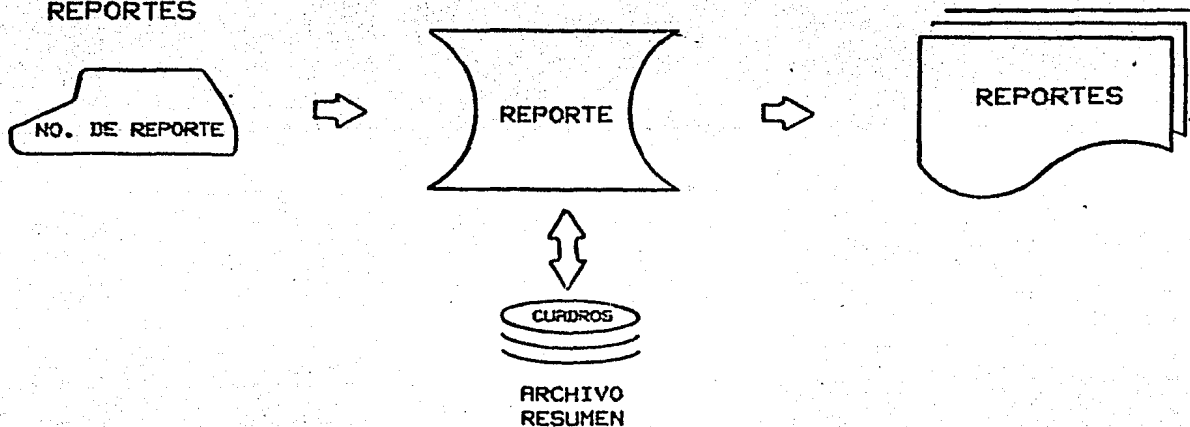 REPORTES
NO. DE REPORTE
REPORTE
REPORTES
CUADROS
ARCHIVO
RESUMEN